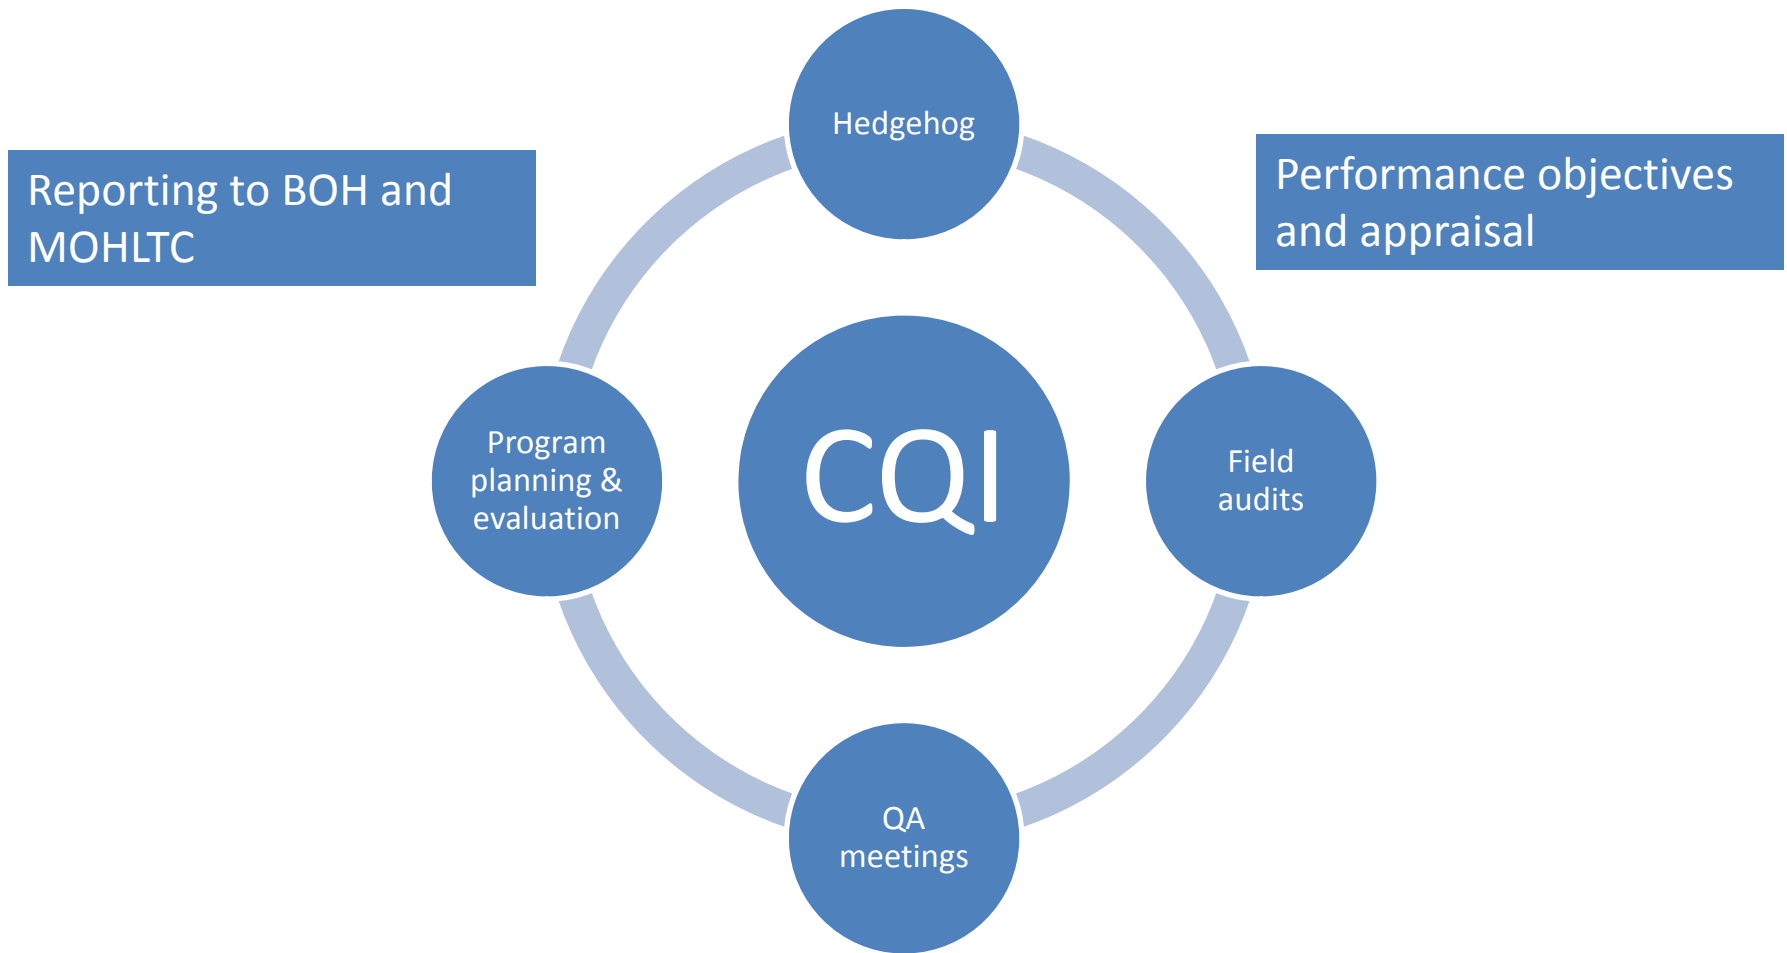 Hedgehog
Reporting to BOH and
MOHLTC
Performance objectives
and appraisal
Program
planning &
evaluation
CQI
Field
audits
QA
meetings